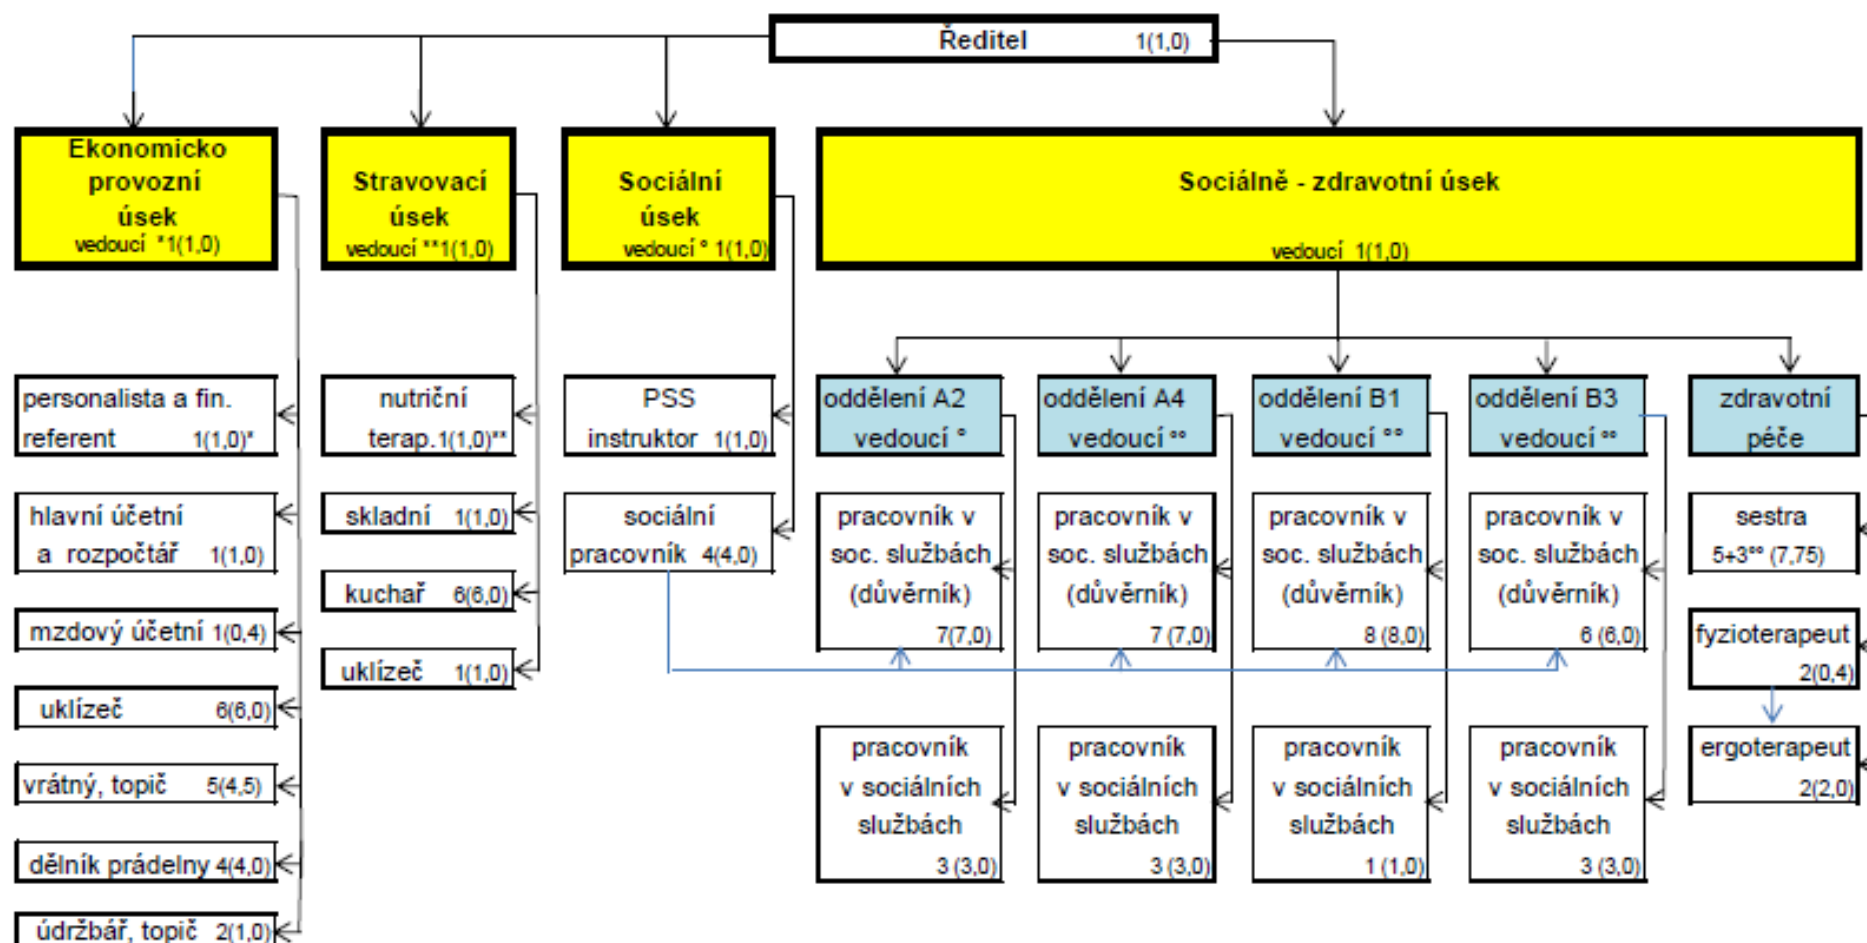 Ředitel 1(1,0)
Ekonomicko
provozní
úsek
vedoucí *1(1,0)
Stravovací
úsek
vedoucí **1(1,0)
Sociální
úsek
vedoucí ° 1(1,0)
Sociálně - zdravotní úsek
vedoucí 1(1,0)
personalista a fin.
referent 1(1,0)*
hlavní účetní
a rozpočtář 1(1,0)
mzdový účetní 1(0,4)
uklízeč 6(6,0)
vrátný, topič 5(4,5)
dělník prádelny 4(4,0)
údržbář, topič 2(1,0)
nutriční
terap.1(1,0)**
skladní 1(1,0)
kuchař 6(6,0)
uklízeč 1(1,0)
PSS
instruktor 1(1,0)
sociální
pracovník 4(4,0)
oddělení A2
vedoucí °
pracovník v
soc. službách
(důvěrník)
7(7,0)
pracovník
v sociálních
službách
3 (3,0)
oddělení A4
vedoucí °°
pracovník v
soc. službách
(důvěrník)
7 (7,0)
pracovník
v sociálních
službách
3 (3,0)
oddělení B1
vedoucí °°
pracovník v
soc. službách
(důvěrník)
8 (8,0)
pracovník
v sociálních
službách
1 (1,0)
oddělení B3
vedoucí °°
pracovník v
soc. službách
(důvěrník)
6 (6,0)
pracovník
v sociálních
službách
3 (3,0)
zdravotní
péče
sestra
5+3°° (7,75)
fyzioterapeut
2(0,4)
ergoterapeut
2(2,0)